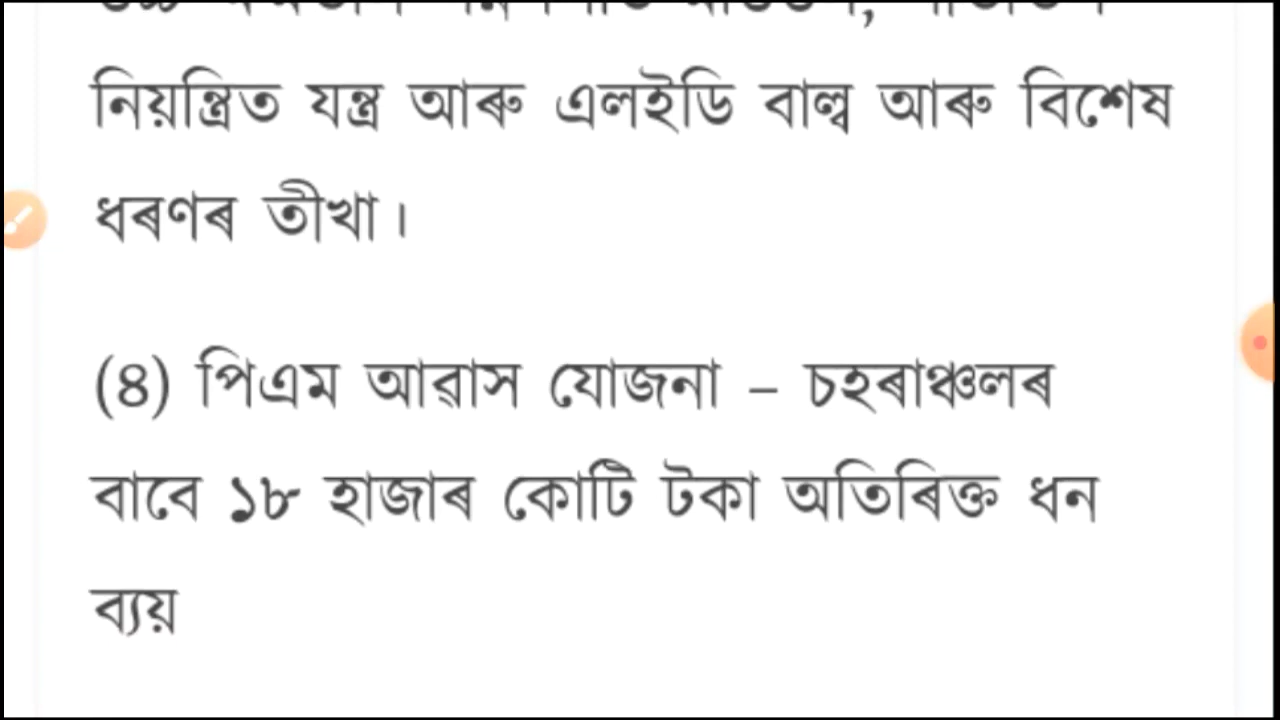 নিয়ন্ত্ৰিত যন্ত্ৰ আৰু এলইডি বাল্ব আৰু বিশেষ
ধৰণৰ তীখা।
(৪) পিএম আৱাস যোজনা – চহৰাঞ্চলৰ
বাবে ১৮ হাজাৰ কোটি টকা অতিৰিক্ত ধন
ব্যয়